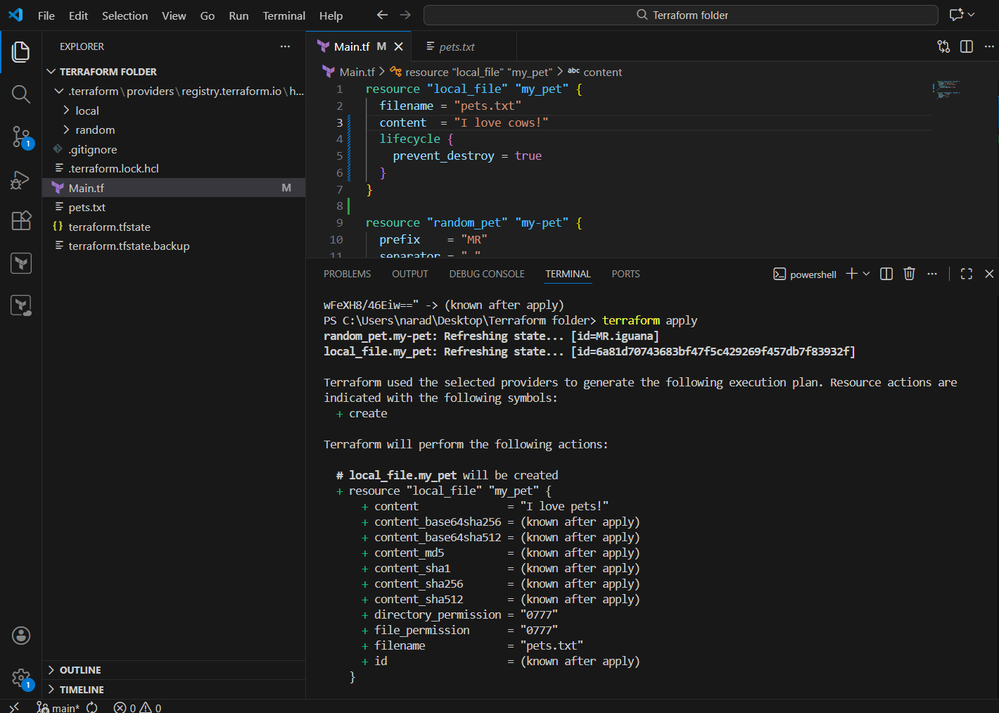 File Edit Selection View Go Run Terminal Help
Terraform folder
EXPLORER
TERRAFORM FOLDER
.terraform\providers\registry.terraform.io\h...
local
random
.gitignore
.terraform.lock.hcl
Main.tf M
pets.txt
terraform.tfstate
terraform.tfstate.backup
OUTLINE
TIMELINE
Main.tf M
pets.txt
Main.tf > resource "local_file" "my_pet" > abc content
1 resource "local_file" "my_pet" {
2 filename = "pets.txt"
3 content  = "I love cows!"
4 lifecycle {
5 prevent_destroy = true
6 }
7 }
8
9 resource "random_pet" "my-pet" {
10 prefix    = "MR"
11 separator = "."
PROBLEMS OUTPUT DEBUG CONSOLE TERMINAL PORTS
powershell
wFeXH8/46Eiw==" -> (known after apply)
PS C:\Users\narad\Desktop\Terraform folder> terraform apply
random_pet.my-pet: Refreshing state... [id=MR.iguana]
local_file.my_pet: Refreshing state... [id=6a81d70743683bf47f5c429269f457db7f83932f]
Terraform used the selected providers to generate the following execution plan. Resource actions are
indicated with the following symbols:
+ create
Terraform will perform the following actions:
# local_file.my_pet will be created
+ resource "local_file" "my_pet" {
+ content              = "I love pets!"
+ content_base64sha256 = (known after apply)
+ content_base64sha512 = (known after apply)
+ content_md5          = (known after apply)
+ content_sha1         = (known after apply)
+ content_sha256       = (known after apply)
+ content_sha512       = (known after apply)
+ directory_permission = "0777"
+ file_permission      = "0777"
+ filename             = "pets.txt"
+ id                   = (known after apply)
}
1
1
main* 0 0